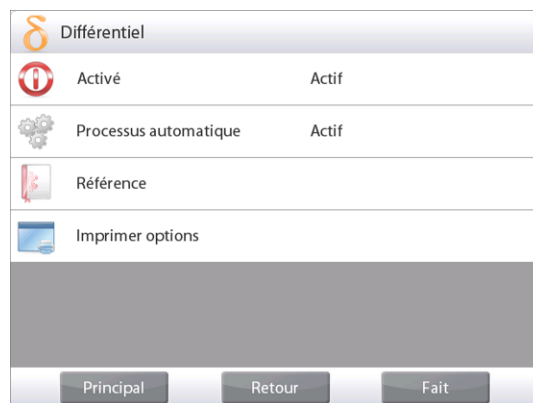 δ Différentiel
Activé Actif
Processus automatique Actif
Référence
Imprimer options
Principal Retour Fait